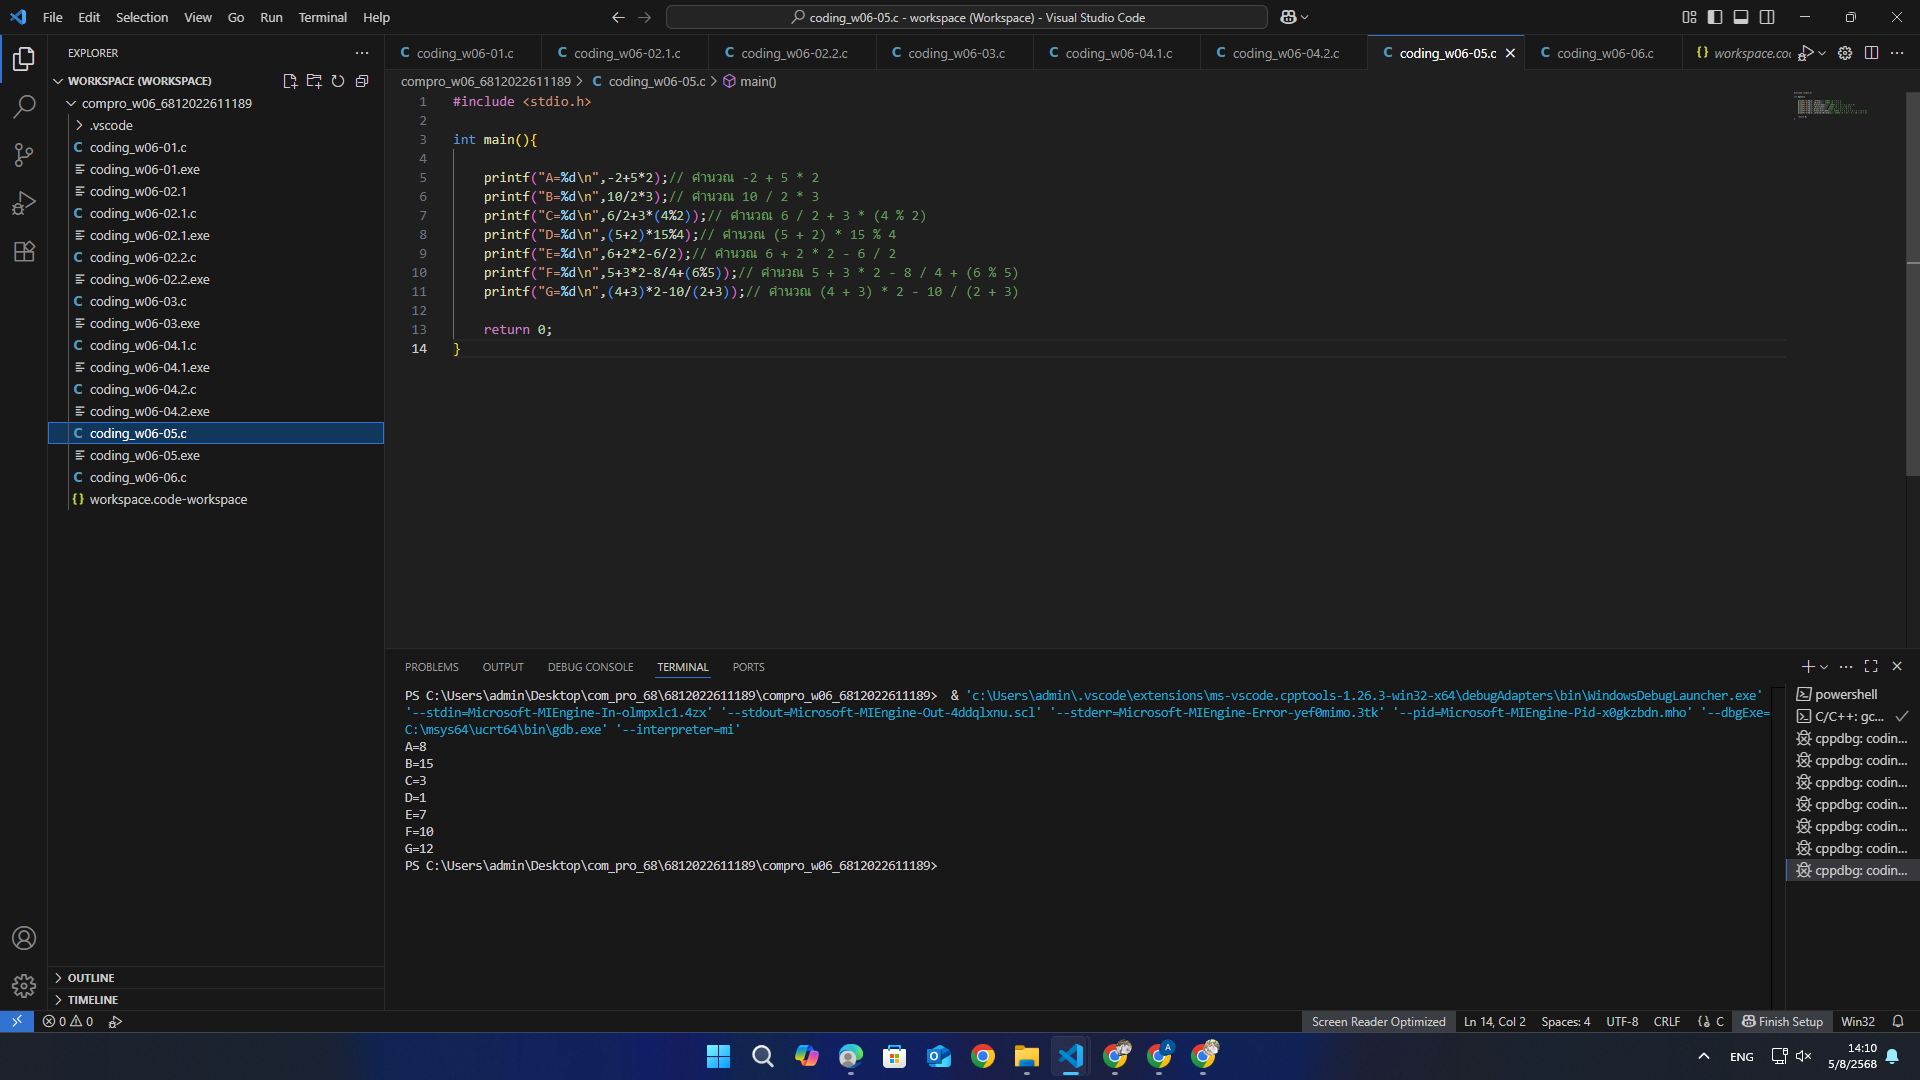 File Edit Selection View Go Run Terminal Help
coding_w06-05.c - workspace (Workspace) - Visual Studio Code
EXPLORER
WORKSPACE (WORKSPACE)
compro_w06_6812022611189
.vscode
coding_w06-01.c
coding_w06-01.exe
coding_w06-02.1
coding_w06-02.1.c
coding_w06-02.1.exe
coding_w06-02.2.c
coding_w06-02.2.exe
coding_w06-03.c
coding_w06-03.exe
coding_w06-04.1.c
coding_w06-04.1.exe
coding_w06-04.2.c
coding_w06-04.2.exe
coding_w06-05.c
coding_w06-05.exe
coding_w06-06.c
workspace.code-workspace
OUTLINE
TIMELINE
coding_w06-01.c coding_w06-02.1.c coding_w06-02.2.c coding_w06-03.c coding_w06-04.1.c coding_w06-04.2.c coding_w06-05.c coding_w06-06.c workspace.co
compro_w06_6812022611189 > C coding_w06-05.c > main()
1 #include <stdio.h>
2
3 int main(){
4
5 printf("A=%d\n",-2+5*2);// คำนวณ -2 + 5 * 2
6 printf("B=%d\n",10/2*3);// คำนวณ 10 / 2 * 3
7 printf("C=%d\n",6/2+3*(4%2));// คำนวณ 6 / 2 + 3 * (4 % 2)
8 printf("D=%d\n",(5+2)*15%4);// คำนวณ (5 + 2) * 15 % 4
9 printf("E=%d\n",6+2*2-6/2);// คำนวณ 6 + 2 * 2 - 6 / 2
10 printf("F=%d\n",5+3*2-8/4+(6%5));// คำนวณ 5 + 3 * 2 - 8 / 4 + (6 % 5)
11 printf("G=%d\n",(4+3)*2-10/(2+3));// คำนวณ (4 + 3) * 2 - 10 / (2 + 3)
12
13 return 0;
14 }
PROBLEMS OUTPUT DEBUG CONSOLE TERMINAL PORTS
PS C:\Users\admin\Desktop\com_pro_68\6812022611189\compro_w06_6812022611189> & 'c:\Users\admin\.vscode\extensions\ms-vscode.cpptools-1.26.3-win32-x64\debugAdapters\bin\WindowsDebugLauncher.exe'
'--stdin=Microsoft-MIEngine-In-olmpxlc1.4zx' '--stdout=Microsoft-MIEngine-Out-4ddqlxnu.scl' '--stderr=Microsoft-MIEngine-Error-yef0mimo.3tk' '--pid=Microsoft-MIEngine-Pid-x0gkzbdn.mho' '--dbgExe=
C:\msys64\ucrt64\bin\gdb.exe' '--interpreter=mi'
A=8
B=15
C=3
D=1
E=7
F=10
G=12
PS C:\Users\admin\Desktop\com_pro_68\6812022611189\compro_w06_6812022611189>
powershell
C/C++: gc...
cppdbg: codin...
cppdbg: codin...
cppdbg: codin...
cppdbg: codin...
cppdbg: codin...
cppdbg: codin...
cppdbg: codin...
0 0
Screen Reader Optimized Ln 14, Col 2 Spaces: 4 UTF-8 CRLF C Finish Setup Win32
ENG 14:10
5/8/2568